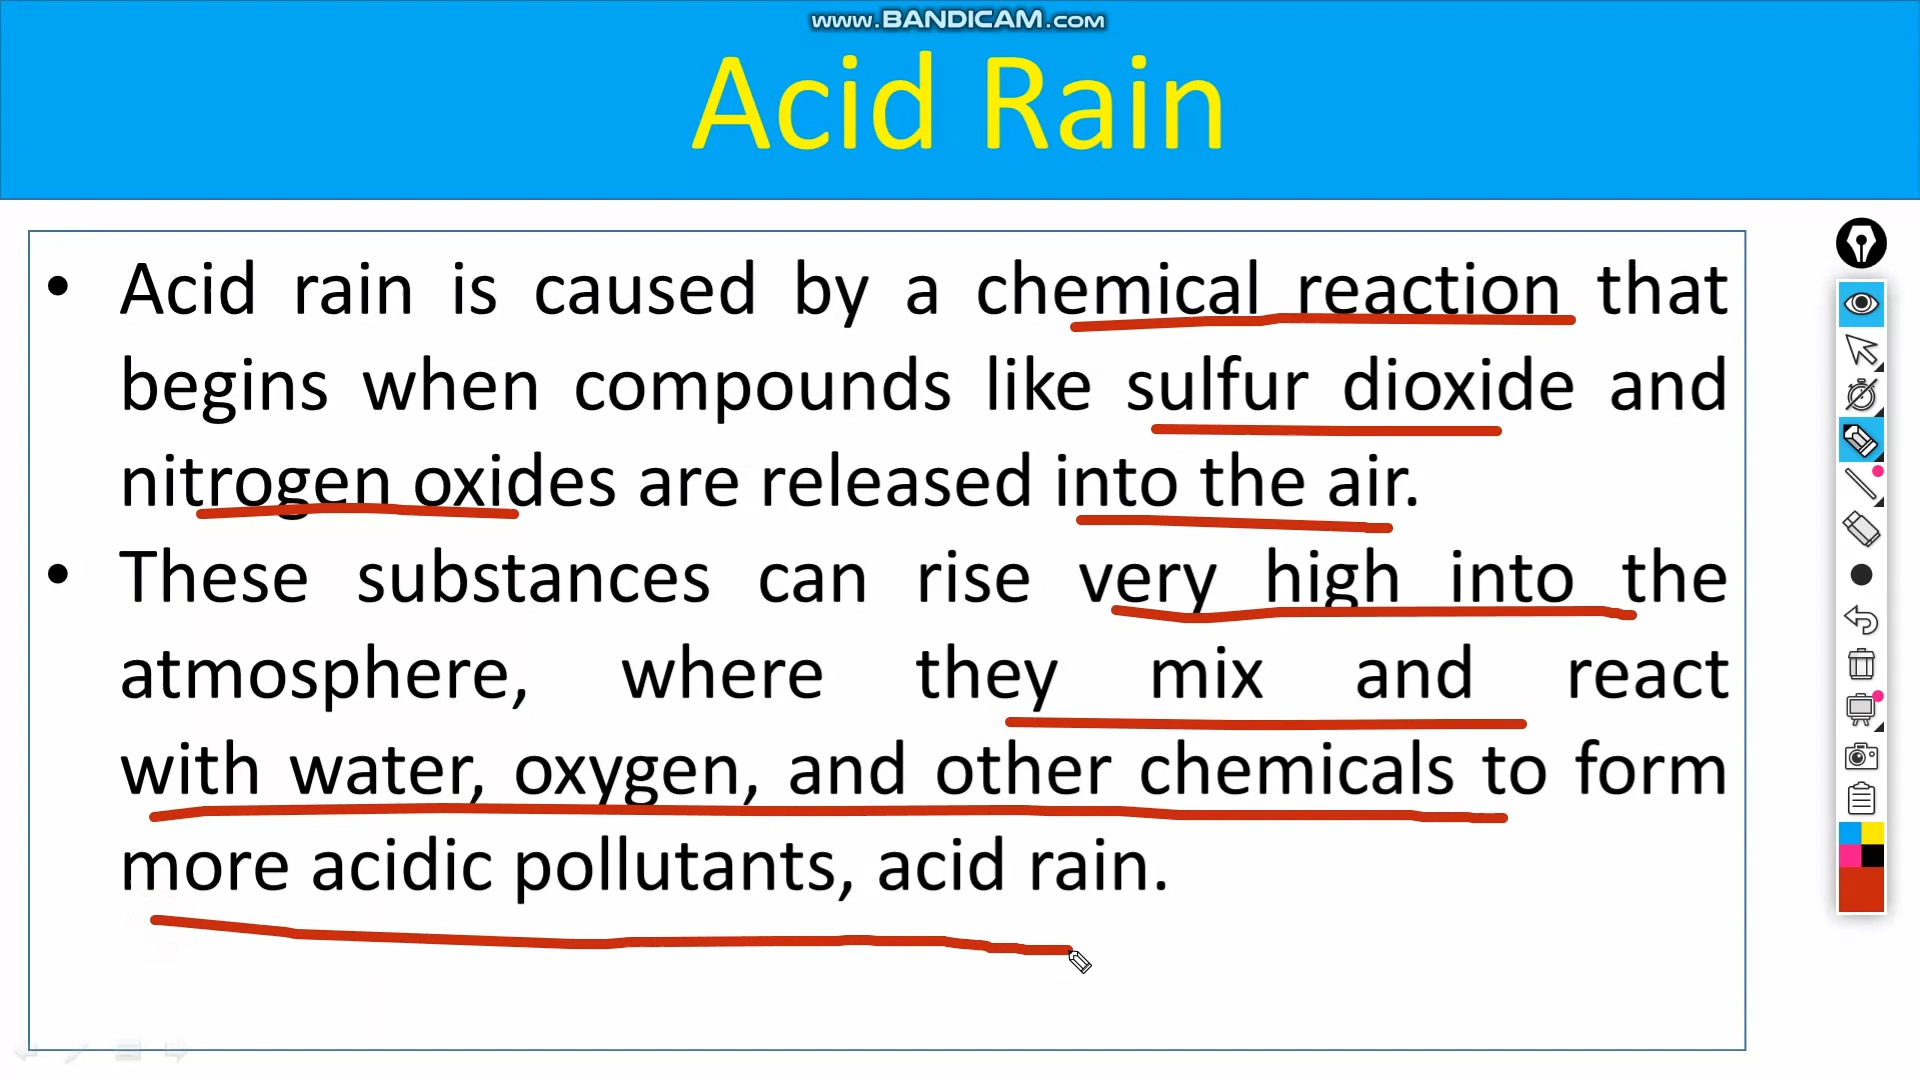 www.BANDICAM.com
Acid Rain
• Acid rain is caused by a chemical reaction that
begins when compounds like sulfur dioxide and
nitrogen oxides are released into the air.
• These substances can rise very high into the
atmosphere, where they mix and react
with water, oxygen, and other chemicals to form
more acidic pollutants, acid rain.